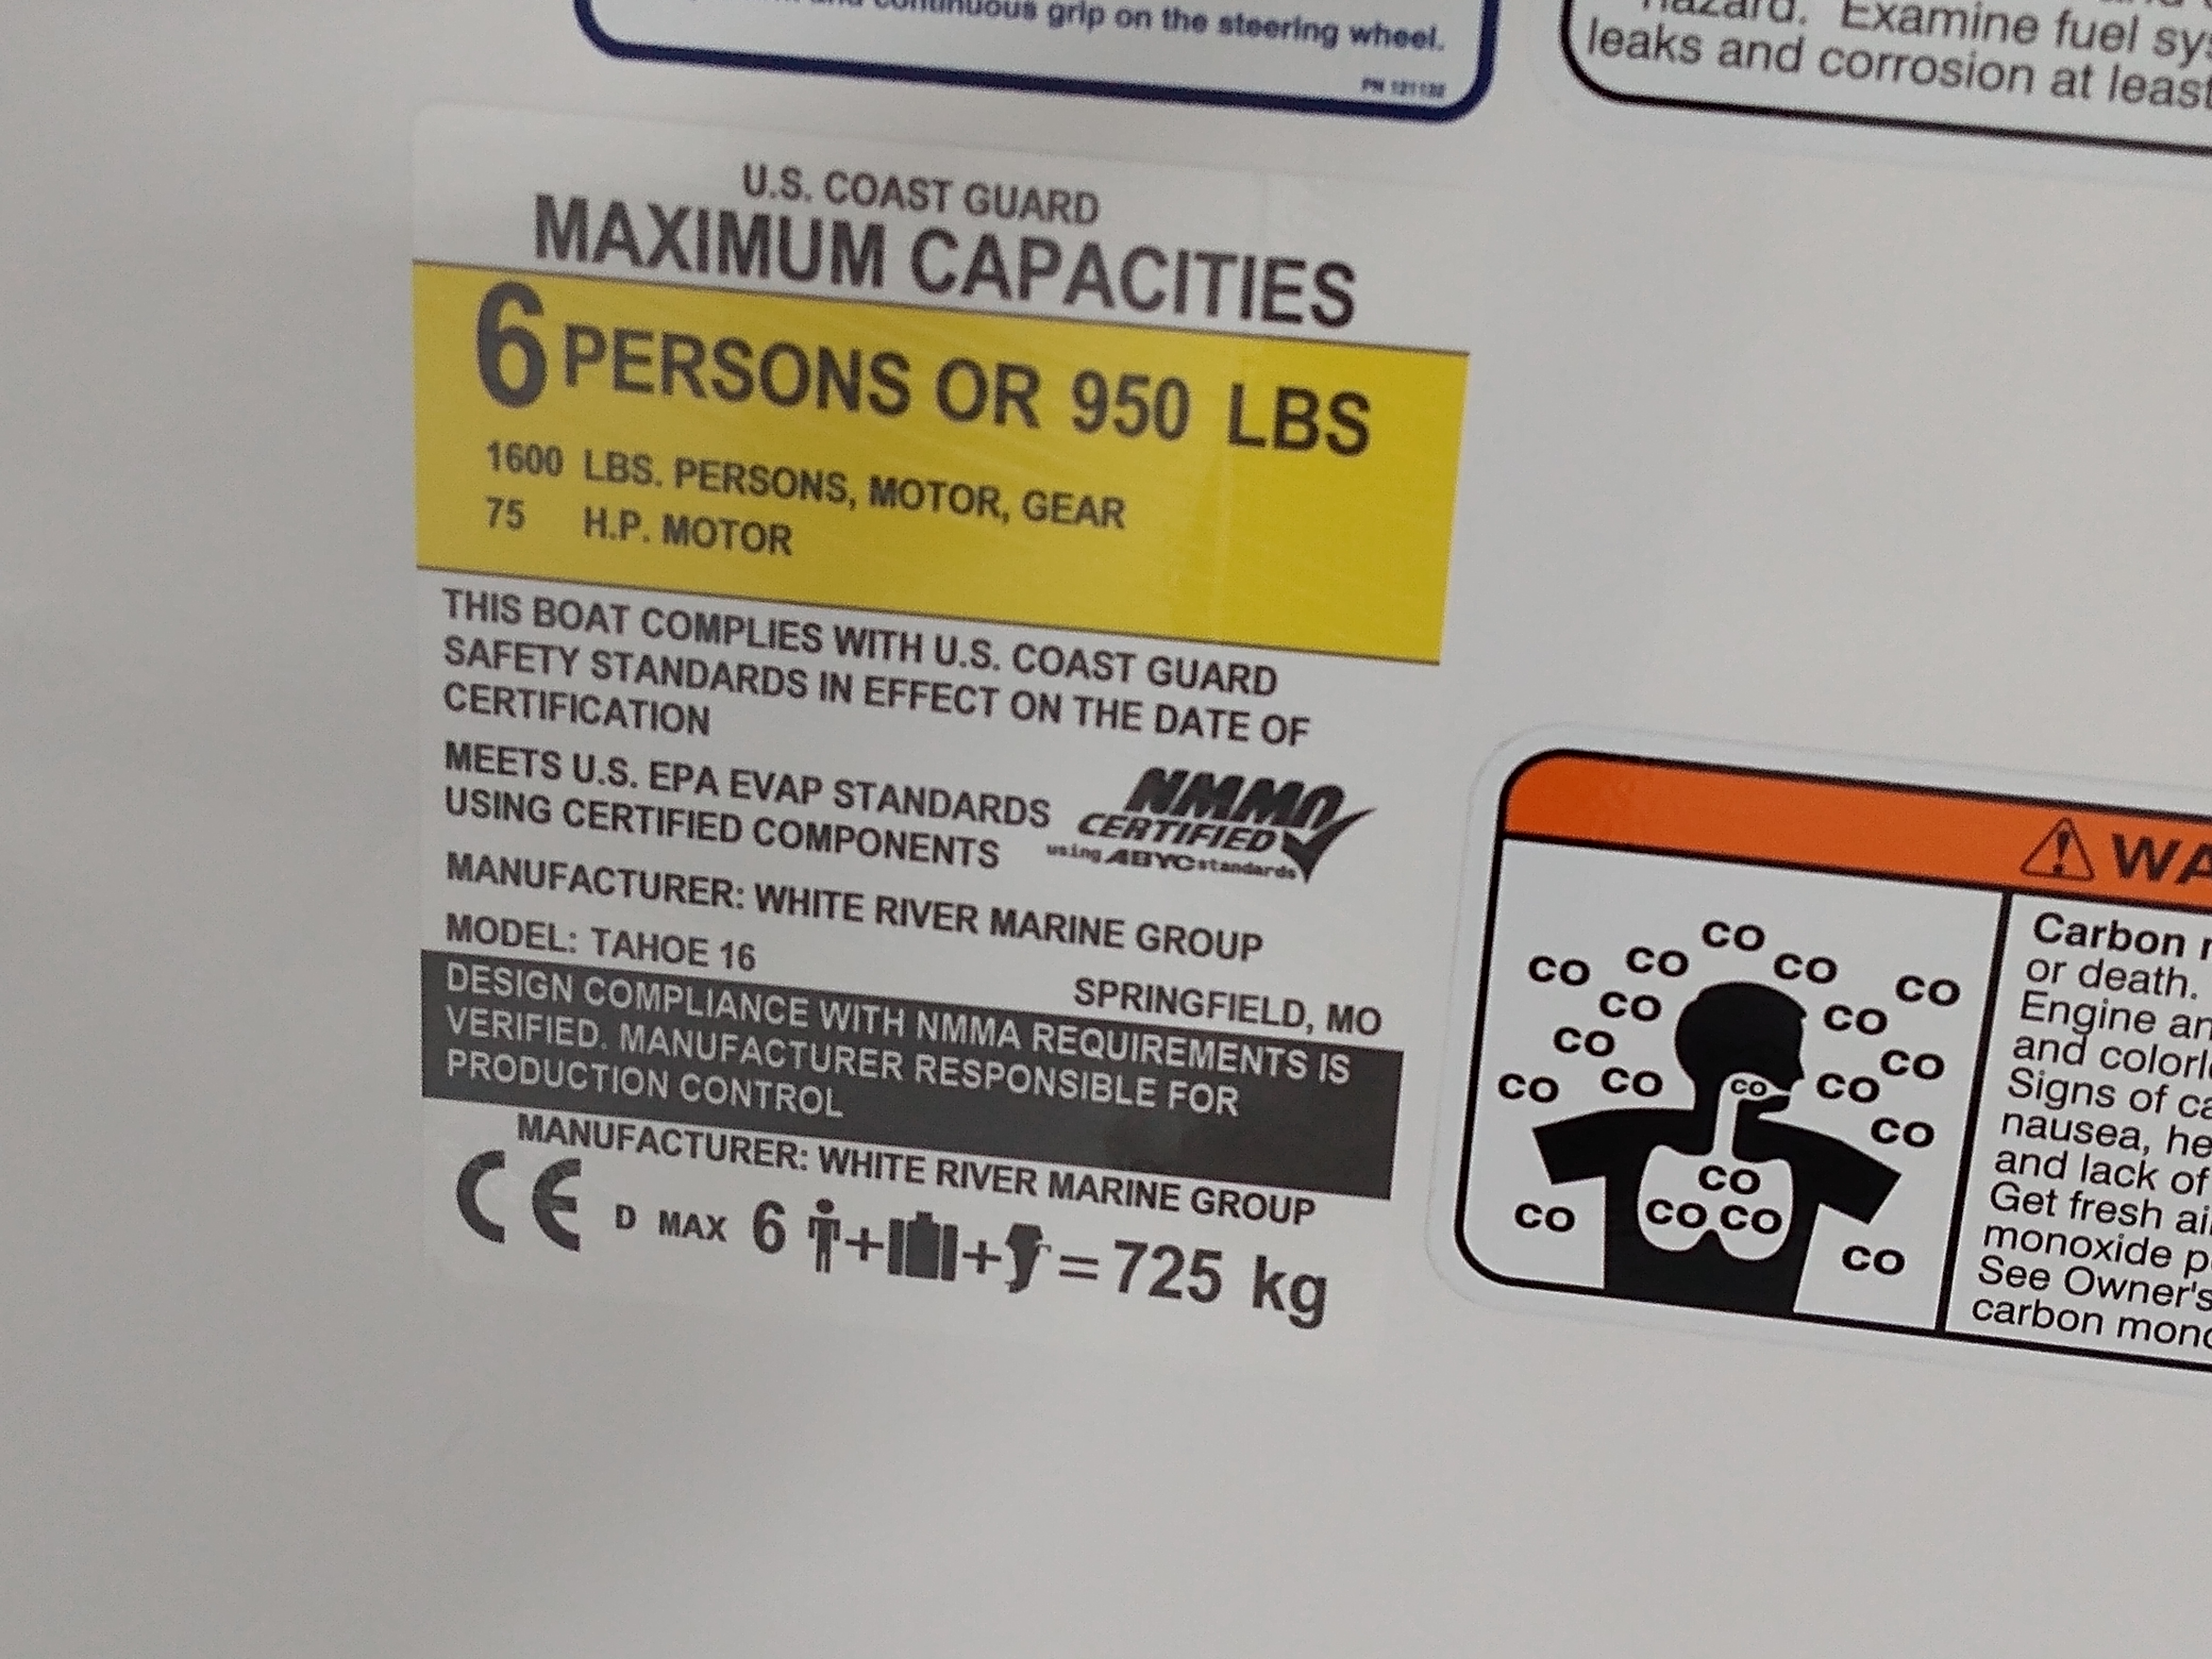 continuous grip on the steering wheel.
PN 121132
hazard. Examine fuel
leaks and corrosion at least
U.S. COAST GUARD
MAXIMUM CAPACITIES
6 PERSONS OR 950 LBS
1600 LBS. PERSONS, MOTOR, GEAR
75 H.P. MOTOR
THIS BOAT COMPLIES WITH U.S. COAST GUARD
SAFETY STANDARDS IN EFFECT ON THE DATE OF
CERTIFICATION
MEETS U.S. EPA EVAP STANDARDS
USING CERTIFIED COMPONENTS
NMMA
CERTIFIED
using ABYC standards
MANUFACTURER: WHITE RIVER MARINE GROUP
MODEL: TAHOE 16
SPRINGFIELD, MO
DESIGN COMPLIANCE WITH NMMA REQUIREMENTS IS
VERIFIED. MANUFACTURER RESPONSIBLE FOR
PRODUCTION CONTROL
MANUFACTURER: WHITE RIVER MARINE GROUP
CE D MAX 6 + + = 725 kg
CO
CO CO CO CO
CO CO
CO CO
CO CO CO CO
CO
CO
CO CO CO
CO
Carbon
or death.
Engine
and
Signs of
nausea,
and lack of
Get fresh
monoxide
See Owner's
carbon